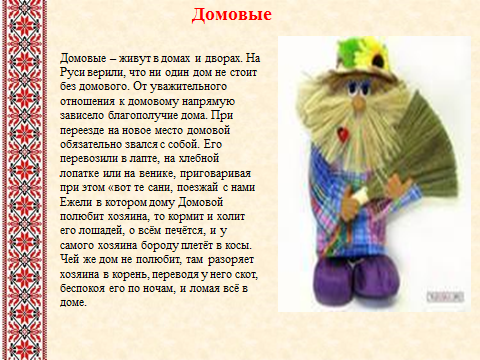 Домовые
Домовые – живут в домах и дворах. На
Руси верили, что ни один дом не стоит
без домового. От уважительного
отношения к домовому напрямую
зависело благополучие дома. При
переезде на новое место домовой
обязательно звался с собой. Его
перевозили в лапте, на хлебной
лопатке или на венике, приговаривая
при этом «вот те сани, поезжай с нами
Ежели в котором дому Домовой
полюбит хозяина, то кормит и холит
его лошадей, о всём печётся, и у
самого хозяина бороду плетёт в косы.
Чей же дом не полюбит, там разоряет
хозяина в корень, переводя у него скот,
беспокоя его по ночам, и ломая всё в
доме.